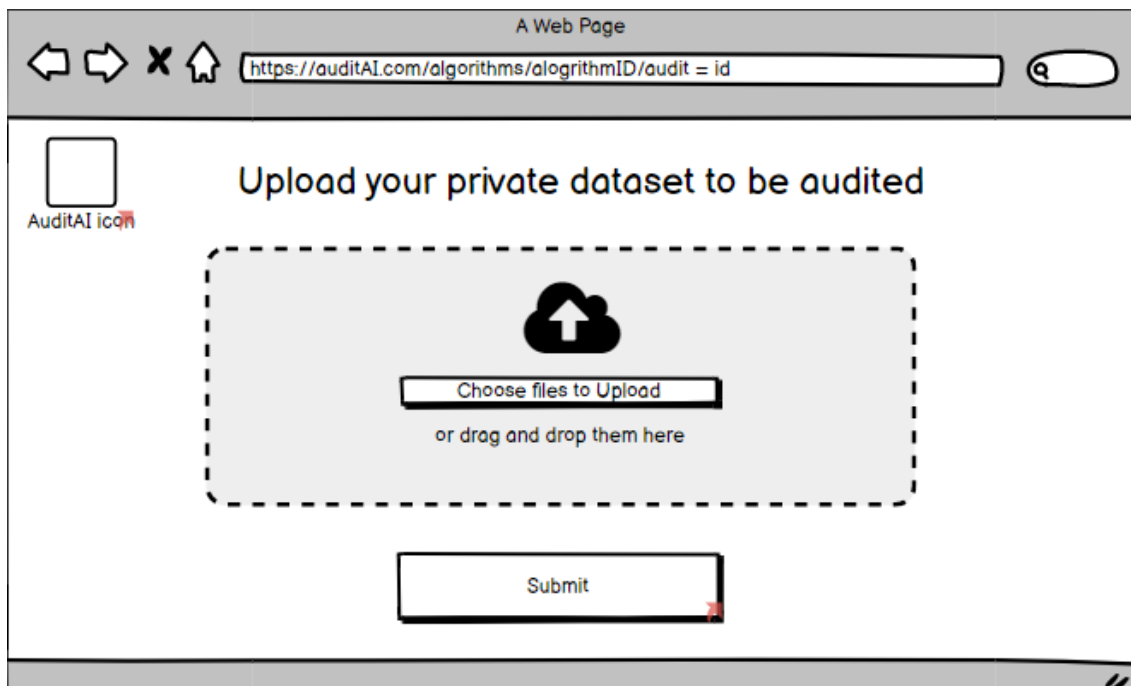 A Web Page
https://auditAI.com/algorithms/alogrithmID/audit = id
Upload your private dataset to be audited
AuditAI icon
Choose files to Upload
or drag and drop them here
Submit